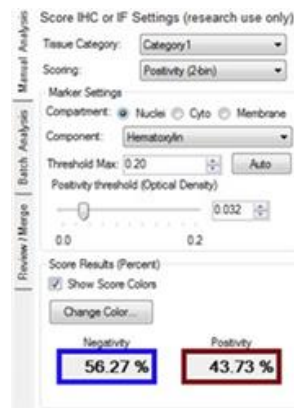 Manual Analysis
Batch Analysis
Review / Merge
Score IHC or IF Settings (research use only)
Tissue Category: Category1
Scoring: Positivity (2-bin)
Marker Settings
Compartment: Nuclei Cyto Membrane
Component: Hematoxylin
Threshold Max: 0.20 Auto
Positivity threshold (Optical Density)
0.032
0.0 0.2
Score Results (Percent)
Show Score Colors
Change Color...
Negativity Positivity
56.27 % 43.73 %